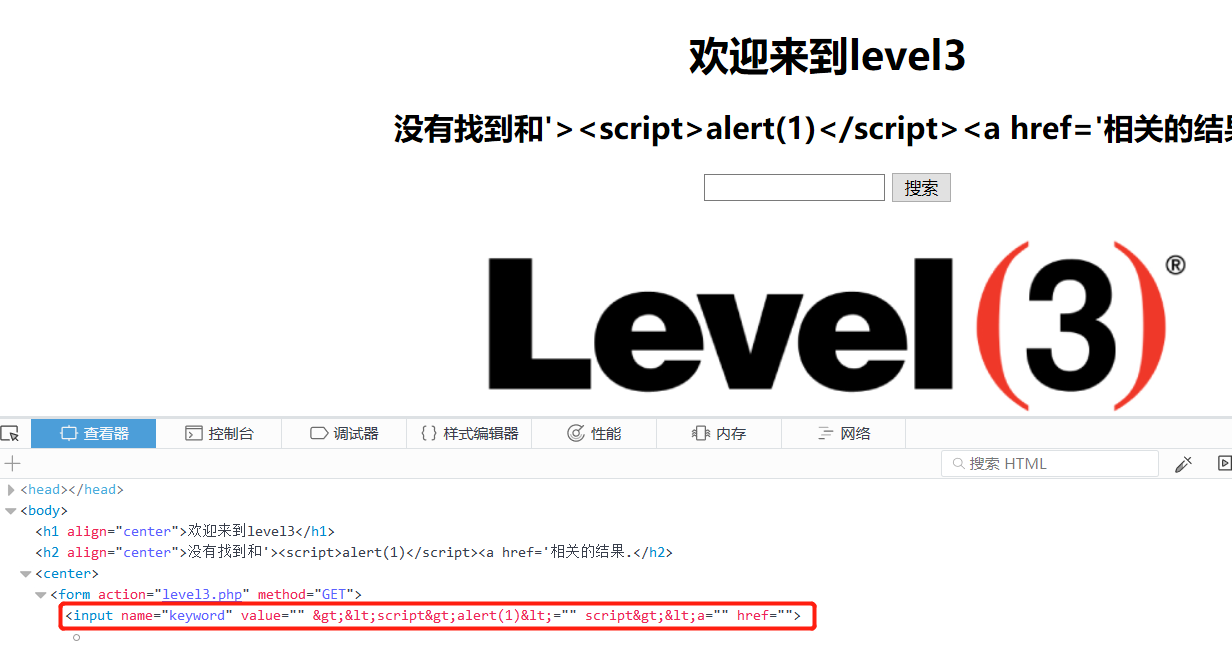 欢迎来到level3
没有找到和'><script>alert(1)</script><a href='相关的结
搜索
Level(3)®
查看器 控制台 调试器 {} 样式编辑器 性能 内存 网络
搜索 HTML
<head></head>
<body>
<h1 align="center">欢迎来到level3</h1>
<h2 align="center">没有找到和'><script>alert(1)</script><a href='相关的结果.</h2>
<center>
<form action="level3.php" method="GET">
<input name="keyword" value="" &gt;&lt;script&gt;alert(1)&lt;="" script&gt;&lt;a="" href="">